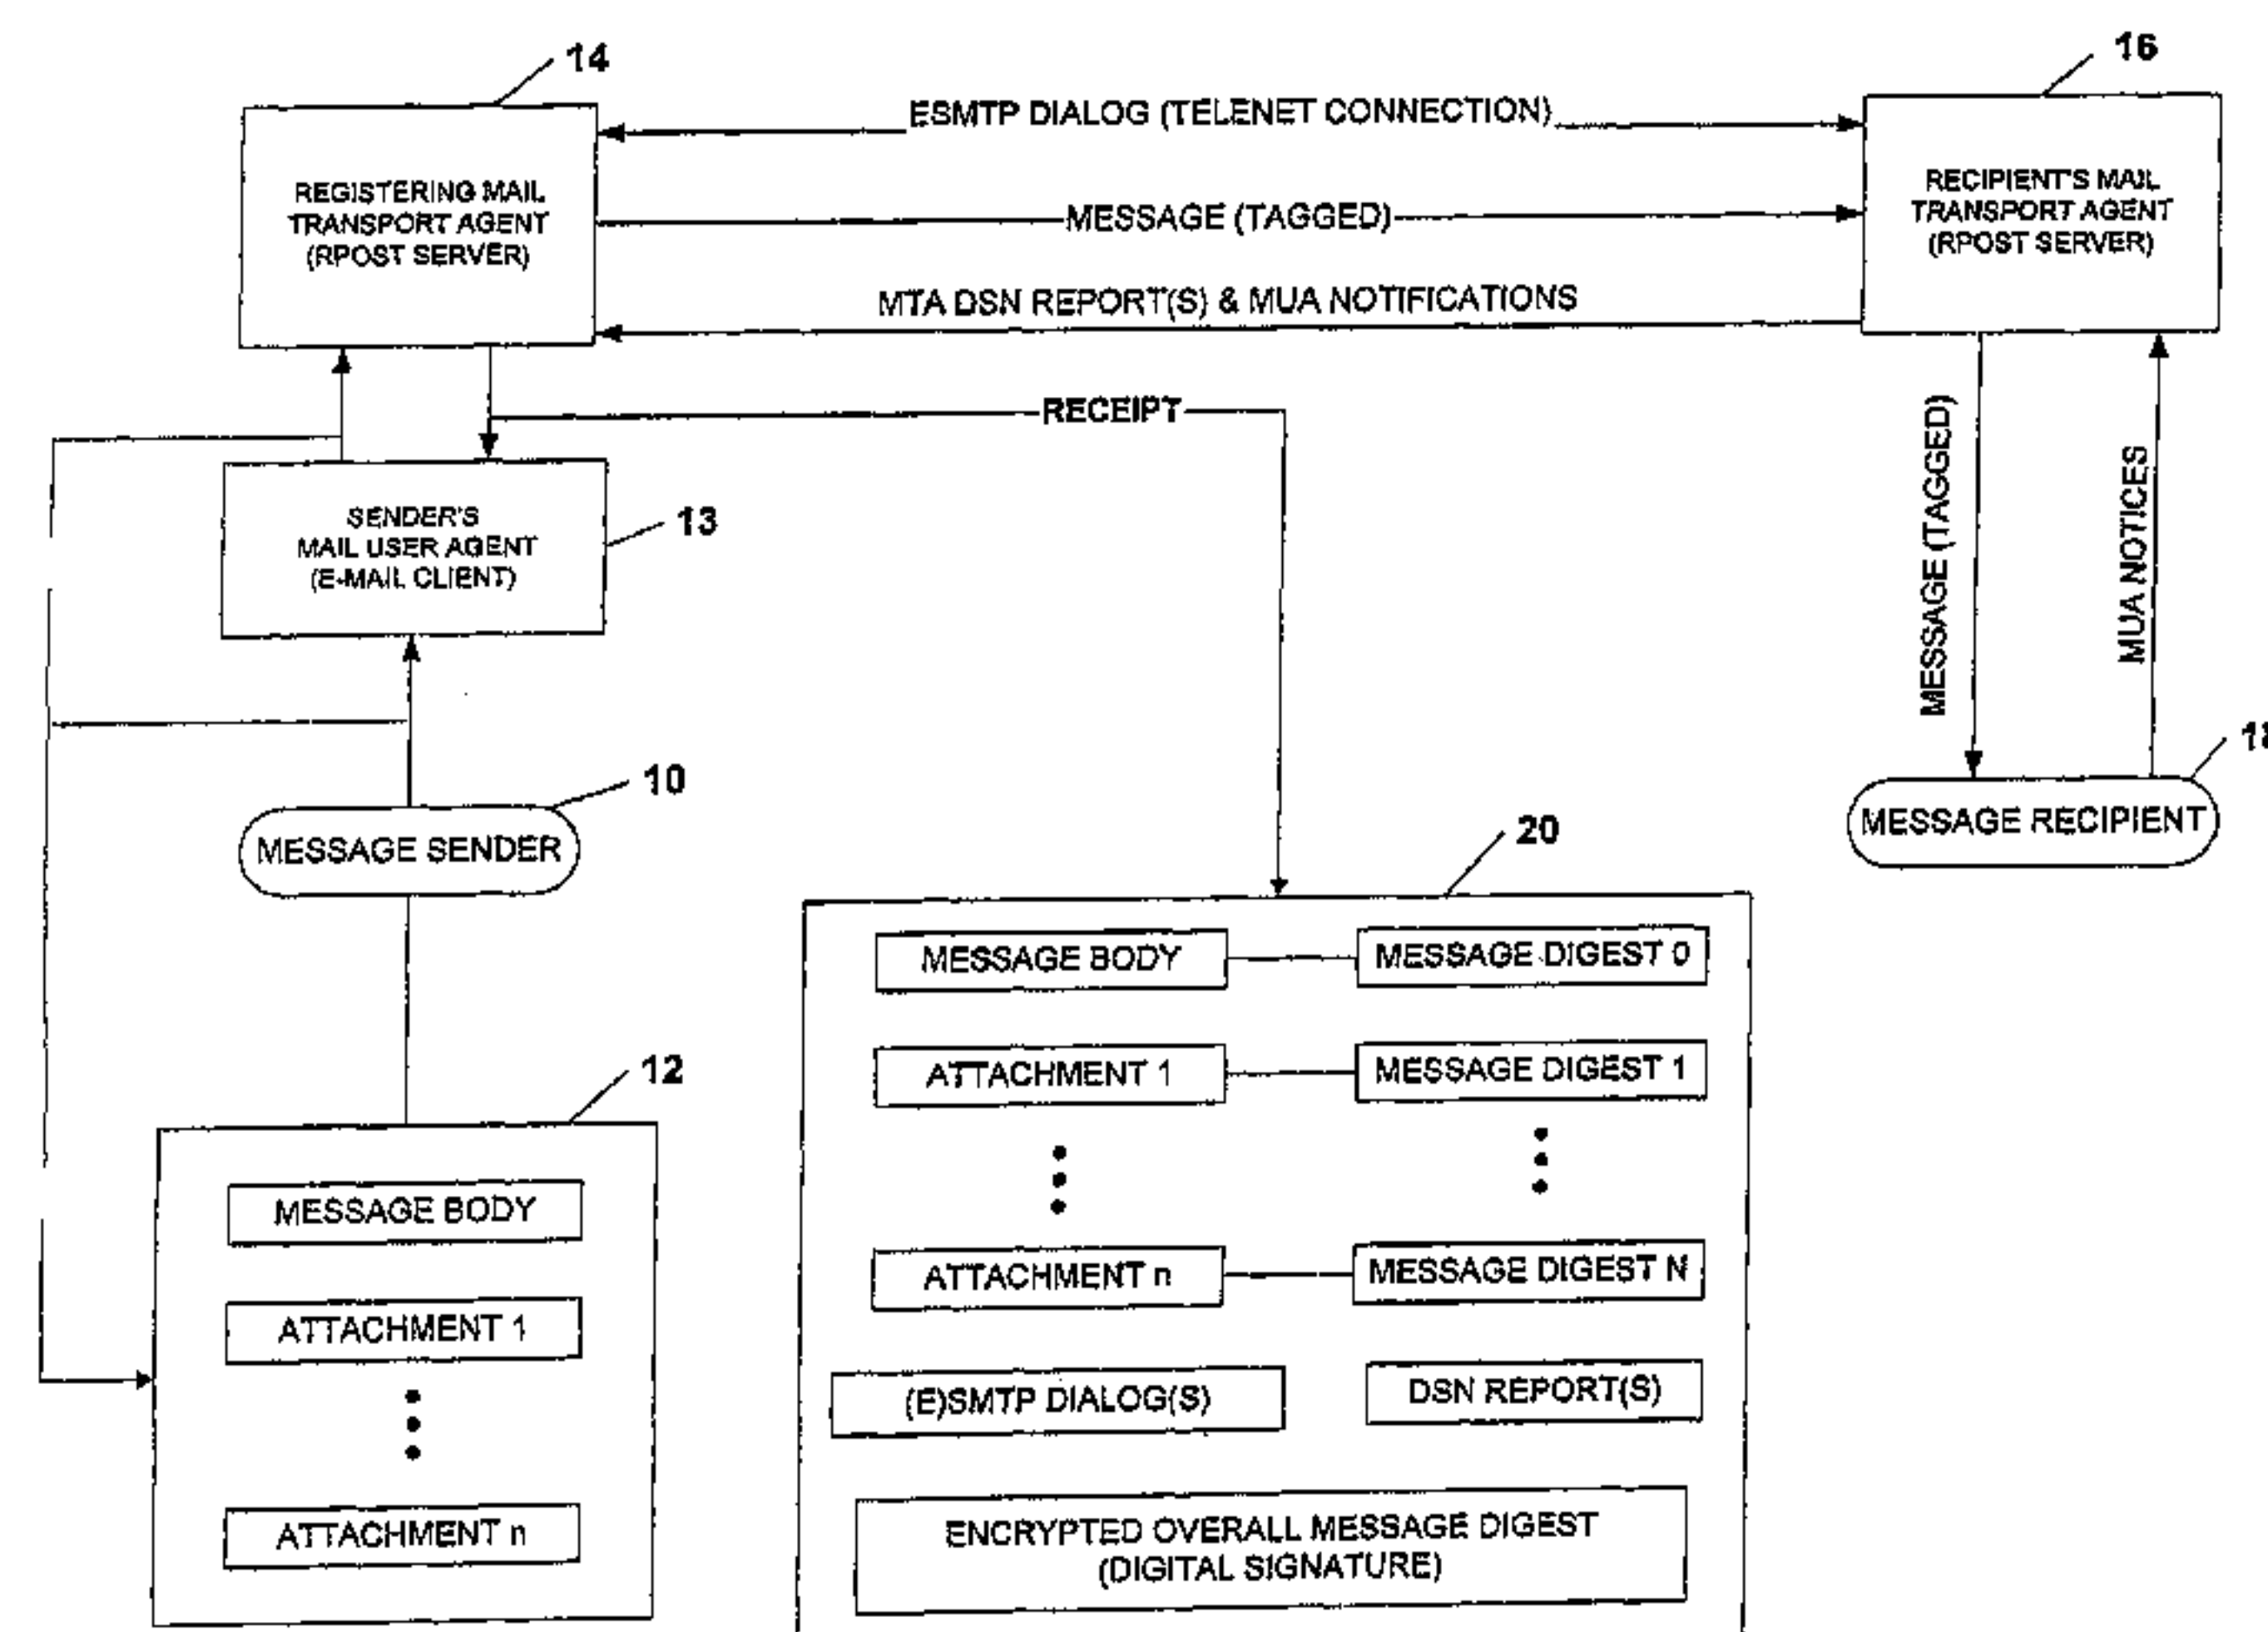 14
16
ESMTP DIALOG (TELENET CONNECTION)
REGISTERING MAIL
TRANSPORT AGENT
(RPOST SERVER)
RECIPIENT'S MAIL
TRANSPORT AGENT
(RPOST SERVER)
MESSAGE (TAGGED)
MTA DSN REPORT(S) & MUA NOTIFICATIONS
RECEIPT
SENDER'S
MAIL USER AGENT
(E-MAIL CLIENT)
13
MESSAGE (TAGGED)
MUA NOTICES
10
MESSAGE SENDER
18
MESSAGE RECIPIENT
20
MESSAGE BODY
MESSAGE DIGEST 0
ATTACHMENT 1
MESSAGE DIGEST 1
ATTACHMENT n
MESSAGE DIGEST N
(E)SMTP DIALOG(S)
DSN REPORT(S)
ENCRYPTED OVERALL MESSAGE DIGEST
(DIGITAL SIGNATURE)
12
MESSAGE BODY
ATTACHMENT 1
ATTACHMENT n